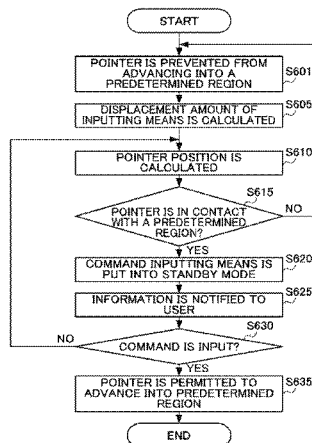 START
S601
POINTER IS PREVENTED FROM
ADVANCING INTO A
PREDETERMINED REGION
S605
DISPLACEMENT AMOUNT OF
INPUTTING MEANS IS CALCULATED
S610
POINTER POSITION IS
CALCULATED
S615
POINTER IS IN CONTACT
WITH A PREDETERMINED
REGION?
NO
YES
S620
COMMAND INPUTTING MEANS IS
PUT INTO STANDBY MODE
S625
INFORMATION IS NOTIFIED TO
USER
S630
NO
COMMAND IS INPUT?
YES
S635
POINTER IS PERMITTED TO
ADVANCE INTO PREDETERMINED
REGION
END